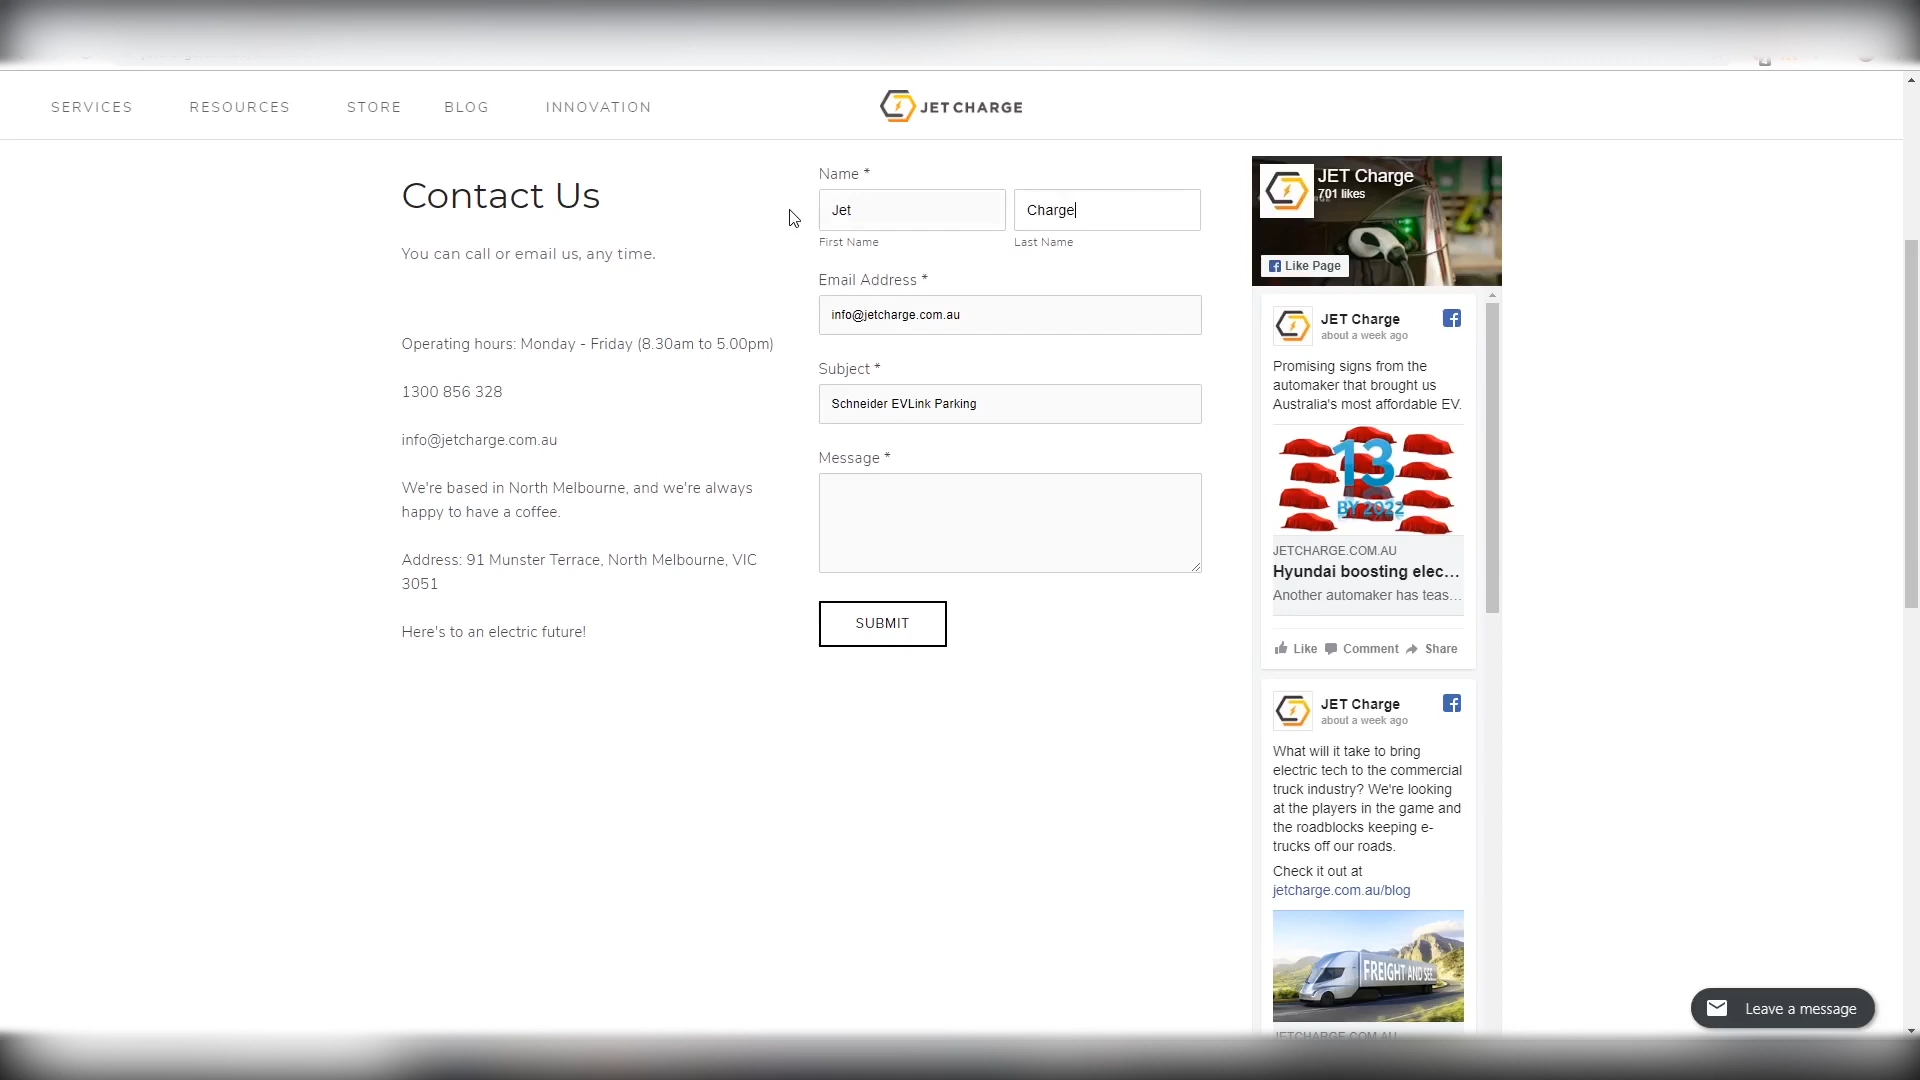 SERVICES RESOURCES STORE BLOG INNOVATION JET CHARGE
Contact Us
You can call or email us, any time.
Operating hours: Monday - Friday (8.30am to 5.00pm)
1300 856 328
info@jetcharge.com.au
We're based in North Melbourne, and we're always
happy to have a coffee.
Address: 91 Munster Terrace, North Melbourne, VIC
3051
Here's to an electric future!
Name *
Jet Charge
First Name Last Name
Email Address *
info@jetcharge.com.au
Subject *
Schneider EVLink Parking
Message *
SUBMIT
JET Charge
701 likes
Like Page
JET Charge
about a week ago
Promising signs from the
automaker that brought us
Australia's most affordable EV.
13
BY 2022
JETCHARGE.COM.AU
Hyundai boosting elec...
Another automaker has teas...
Like Comment Share
JET Charge
about a week ago
What will it take to bring
electric tech to the commercial
truck industry? We're looking
at the players in the game and
the roadblocks keeping e-
trucks off our roads.
Check it out at
jetcharge.com.au/blog
FREIGHT AND SEE
JETCHARGE.COM.AU
Leave a message